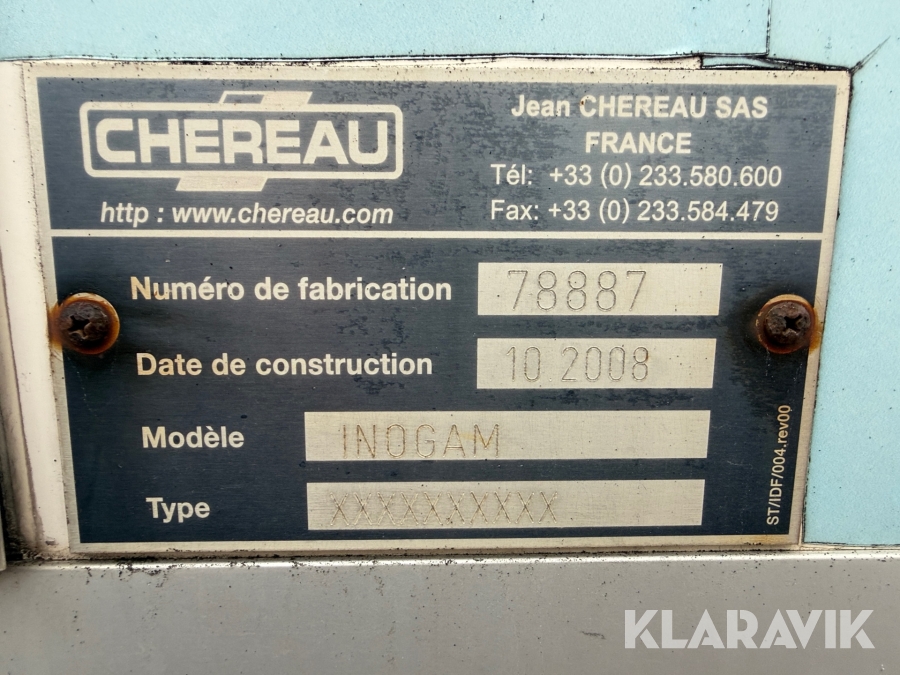 CHEREAU
http : www.chereau.com
Jean CHEREAU SAS
FRANCE
Tél: +33 (0) 233.580.600
Fax: +33 (0) 233.584.479
Numéro de fabrication 78887
Date de construction 10 2008
Modèle INOGAM
Type XXXXXXXXXX
ST/IDF/004.rev00
KLARAVIK